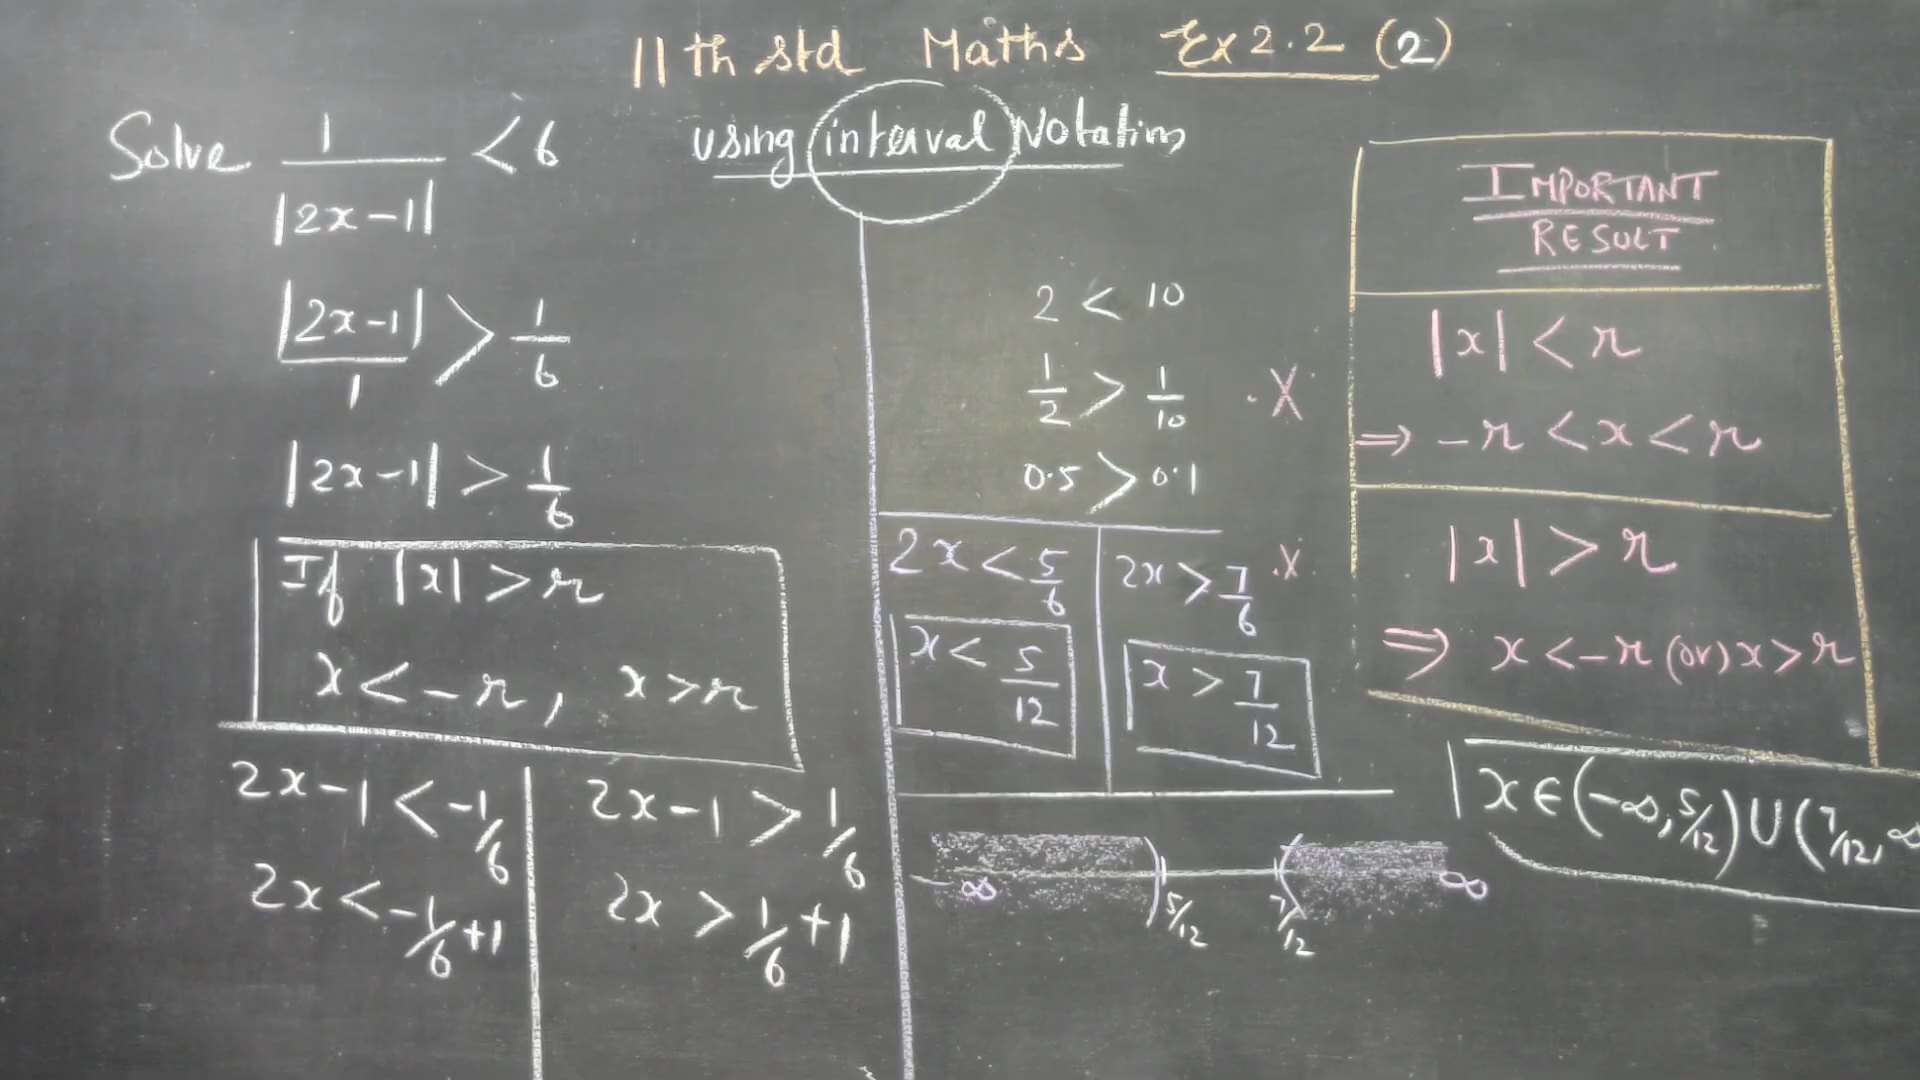 11th std Maths Ex 2.2 (2)
Solve 1/|2x-1| < 6 using interval Notation
|2x-1|/1 > 1/6
|2x-1| > 1/6
If |x| > r
x < -r, x > r
2x-1 < -1/6
2x < -1/6 + 1
2x-1 > 1/6
2x > 1/6 + 1
2 < 10
1/2 > 1/10 X
0.5 > 0.1
2x < 5/6
x < 5/12
2x > 7/6 X
x > 7/12
-∞ 5/12 7/12 ∞
IMPORTANT
RESULT
|x| < r
⇒ -r < x < r
|x| > r
⇒ x < -r (or) x > r
x ∈ (-∞, 5/12) ∪ (7/12, ∞